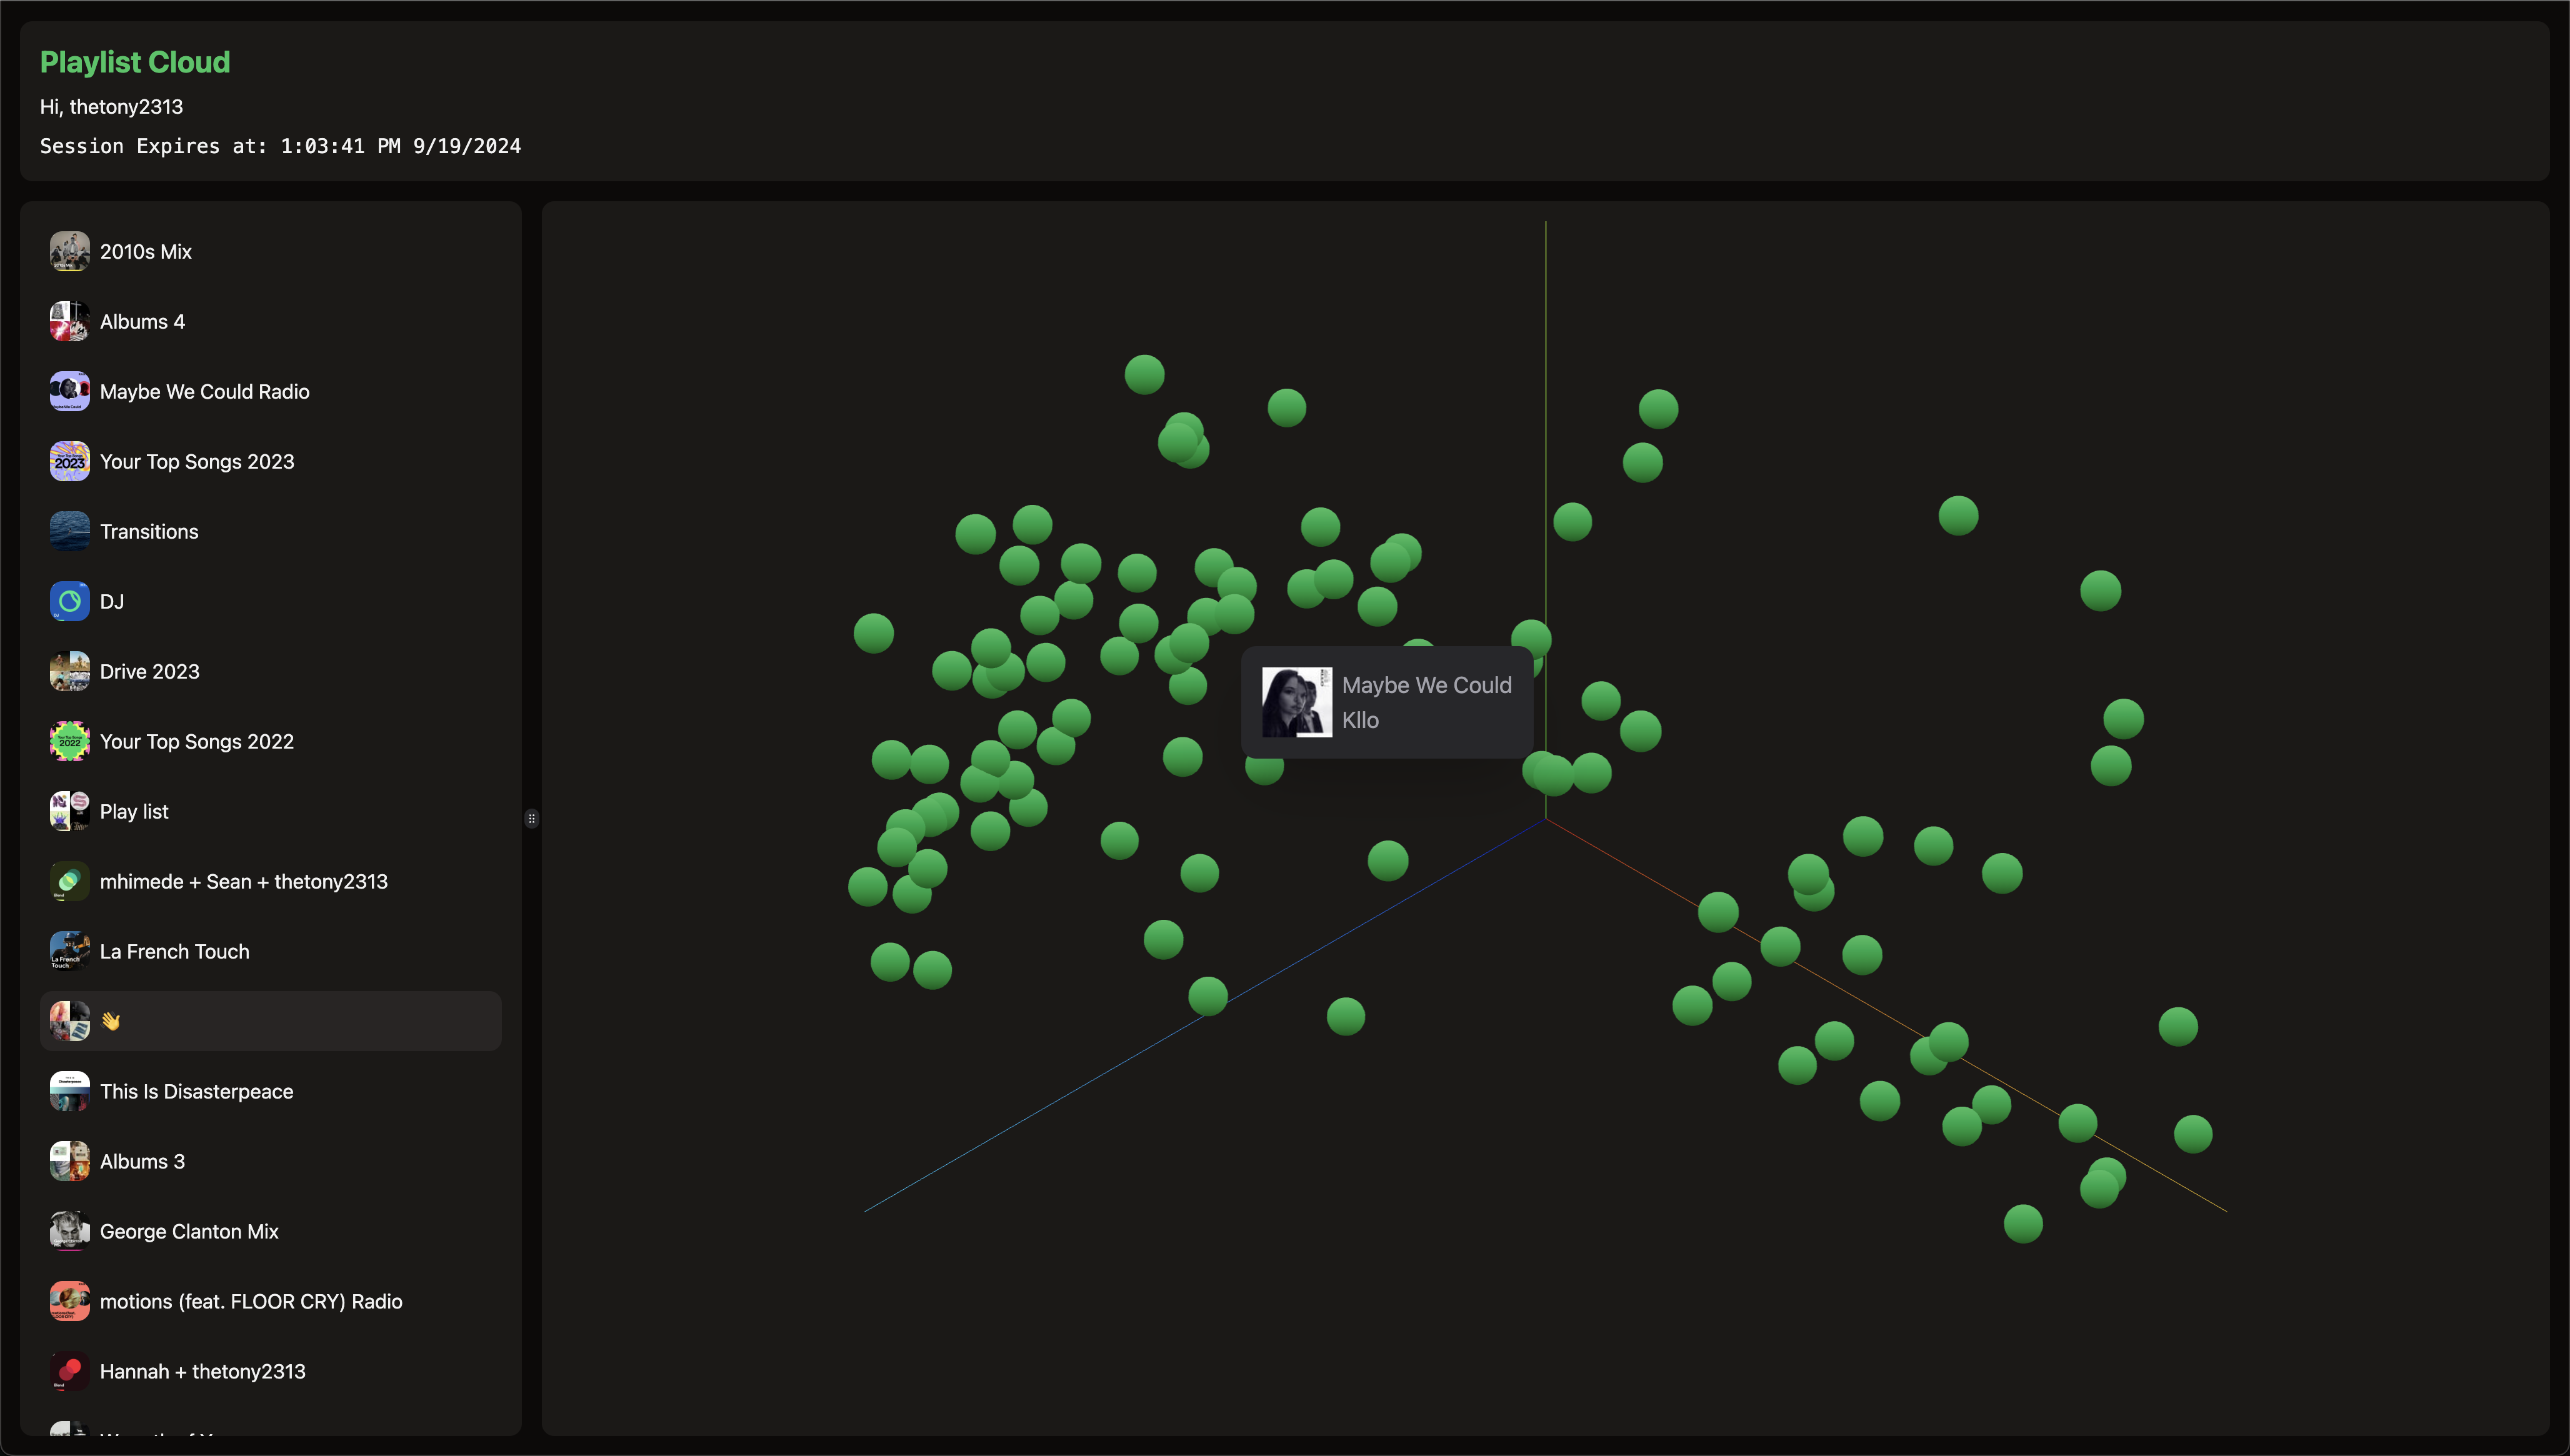 Playlist Cloud
Hi, thetony2313
Session Expires at: 1:03:41 PM 9/19/2024
2010s Mix
Albums 4
Maybe We Could Radio
Your Top Songs 2023
Transitions
DJ
Drive 2023
Your Top Songs 2022
Play list
mhimede + Sean + thetony2313
La French Touch
👋
This Is Disasterpeace
Albums 3
George Clanton Mix
motions (feat. FLOOR CRY) Radio
Hannah + thetony2313
Maybe We Could
Kllo